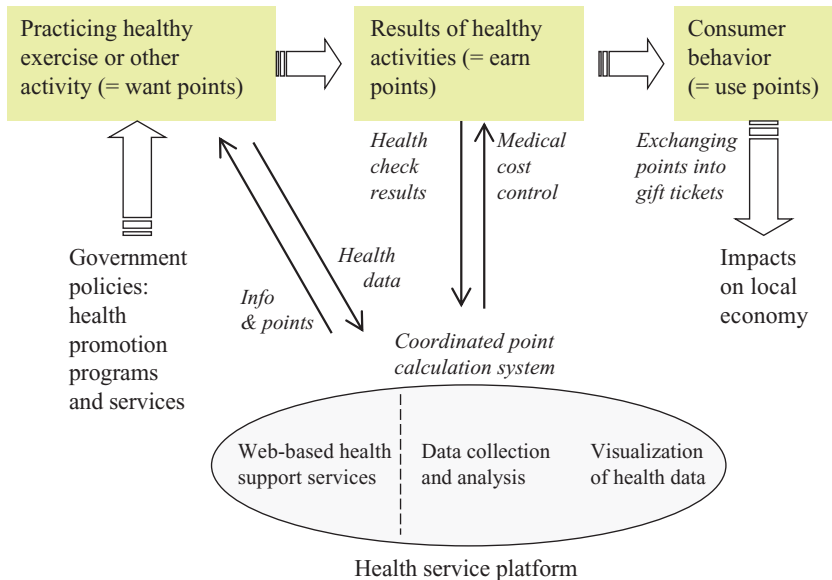 Practicing healthy
exercise or other
activity (= want points)
Results of healthy
activities (= earn
points)
Consumer
behavior
(= use points)
Health
check
results
Medical
cost
control
Exchanging
points into
gift tickets
Government
policies:
health
promotion
programs
and services
Health
data
Info
& points
Impacts
on local
economy
Coordinated point
calculation system
Web-based health
support services
Data collection
and analysis
Visualization
of health data
Health service platform